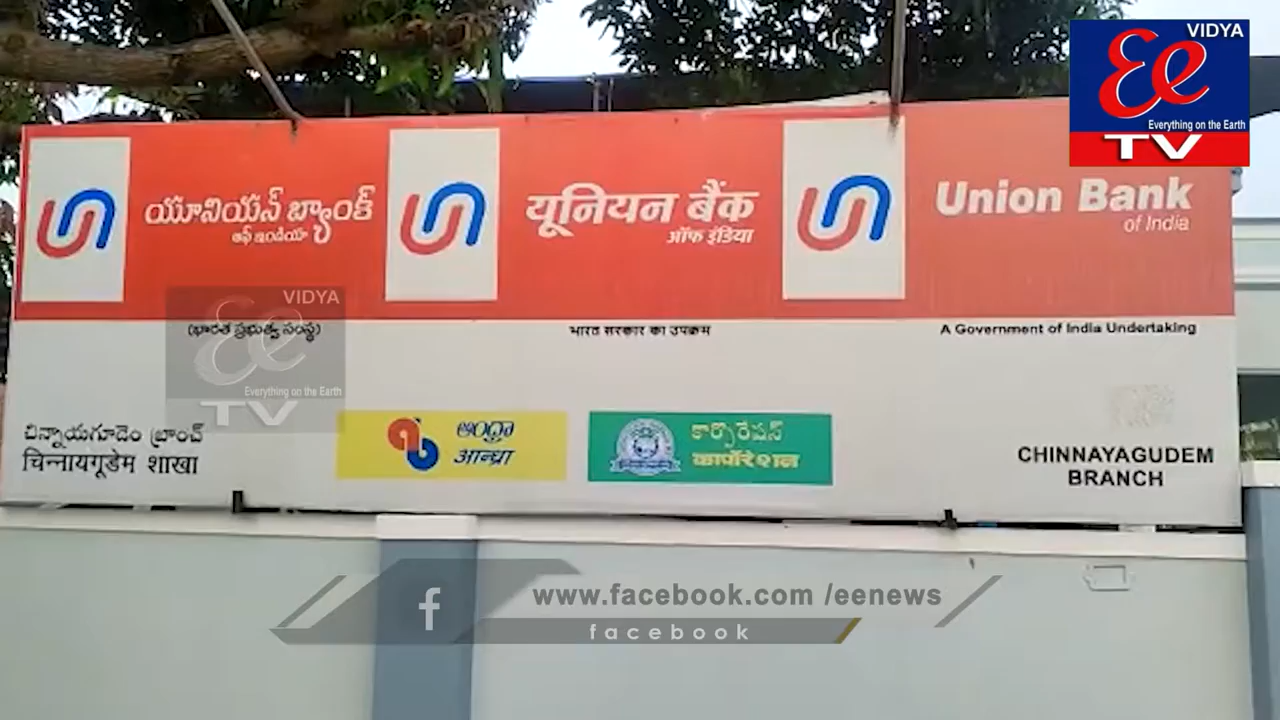 VIDYA
Ee
Everything on the Earth
TV
యూనియన్ బ్యాంక్
ఆఫ్ ఇండియా
यूनियन बैंक
ऑफ इंडिया
Union Bank
of India
(భారత ప్రభుత్వ సంస్థ)
भारत सरकार का उपक्रम
A Government of India Undertaking
VIDYA
Ee
Everything on the Earth
TV
చిన్నాయగూడెం బ్రాంచ్
चिन्नायगूडेम शाखा
ఆంధ్రా
आन्ध्रा
కార్పొరేషన్
कार्पोरेशन
CHINNAYAGUDEM
BRANCH
f
www.facebook.com /eenews
facebook